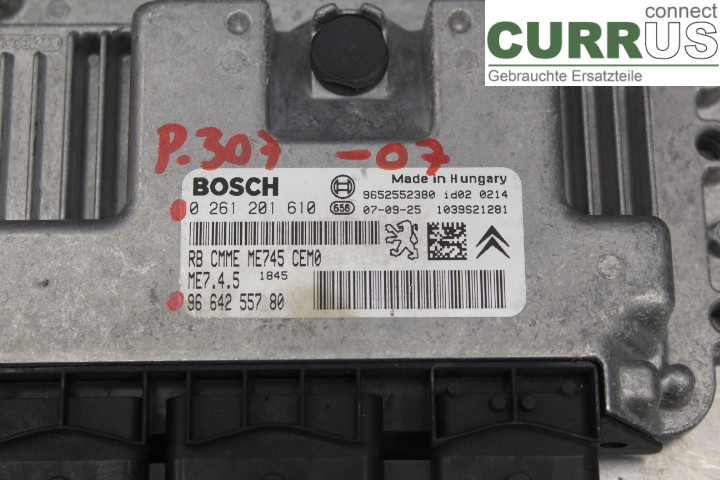 connect
CURRUS
Gebrauchte Ersatzteile
P.307 -07
BOSCH
Made in Hungary
9652552380 id02 0214
0 261 201 610
656 07-09-25 1039S21281
RB CMME ME745 CEM0
ME7.4.5 1845
96 642 557 80